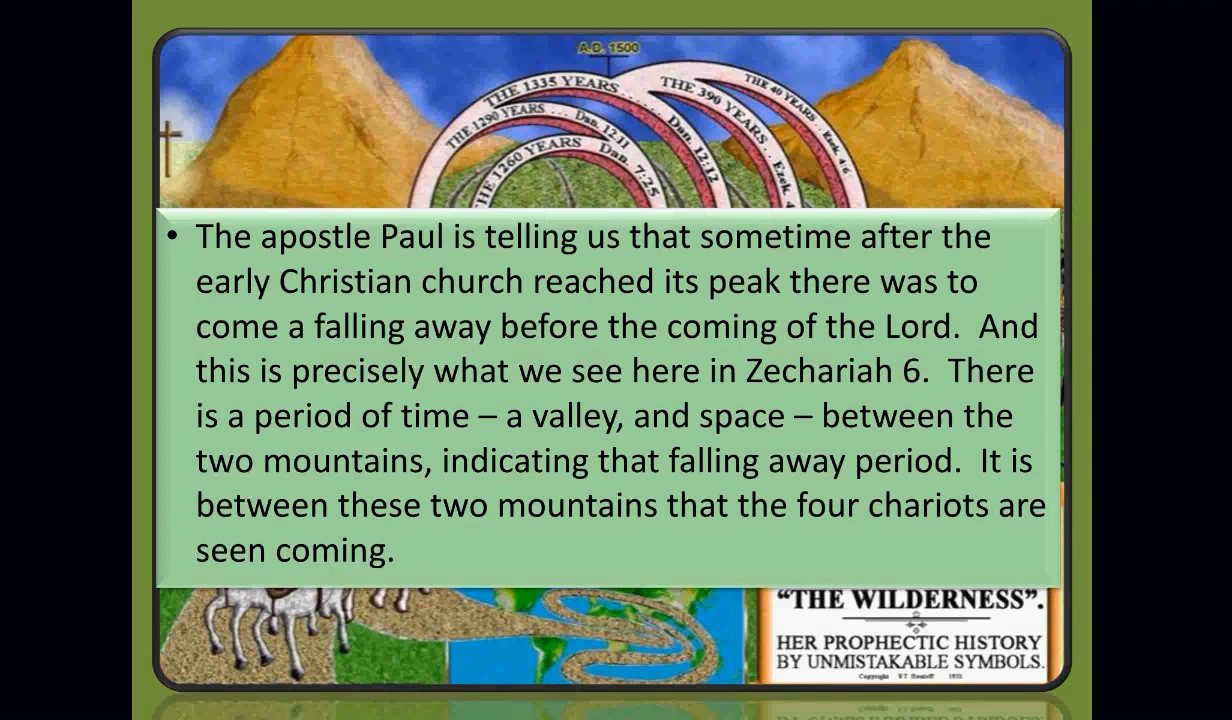 A.D. 1500
THE 1335 YEARS ..... Dan. 12:12
THE 390 YEARS .. Ezek. 4
THE 40 YEARS .. Ezek. 4:6
THE 1290 YEARS ... Dan. 12:11
THE 1260 YEARS Dan. 7:25
• The apostle Paul is telling us that sometime after the
early Christian church reached its peak there was to
come a falling away before the coming of the Lord.  And
this is precisely what we see here in Zechariah 6.  There
is a period of time – a valley, and space – between the
two mountains, indicating that falling away period.  It is
between these two mountains that the four chariots are
seen coming.
“THE WILDERNESS”.
HER PROPHECTIC HISTORY
BY UNMISTAKABLE SYMBOLS.
Copyright